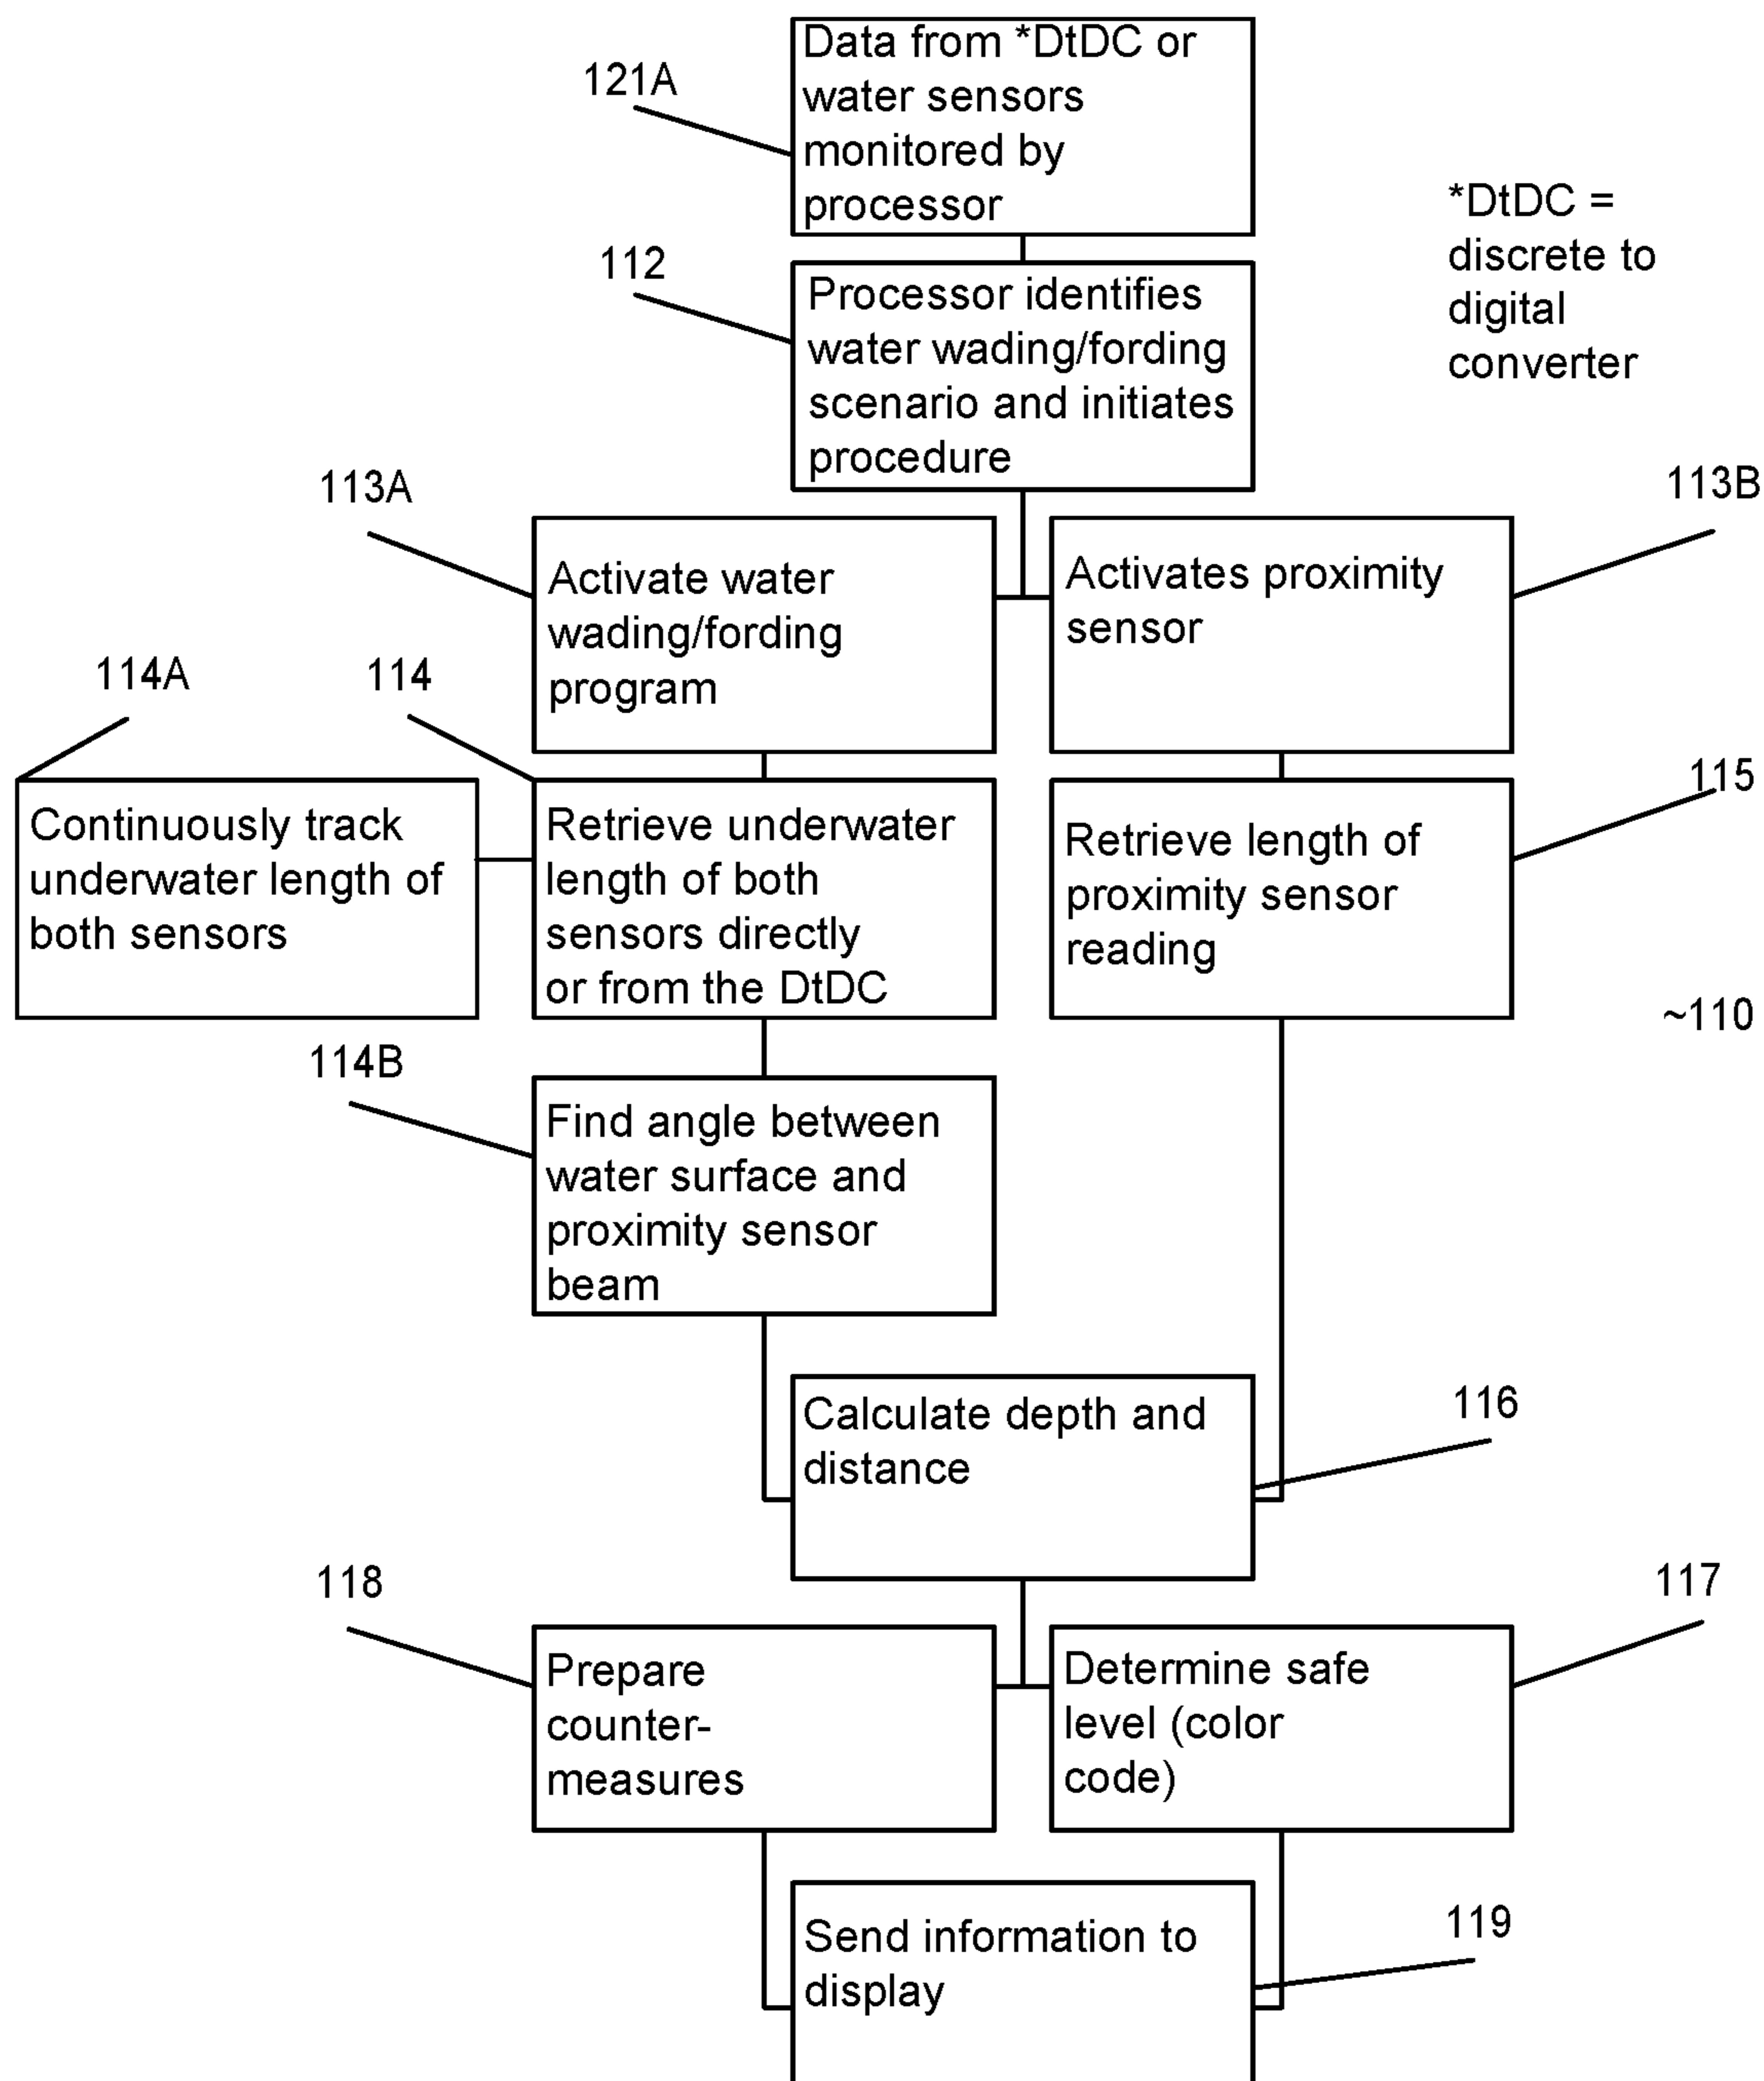 121A
Data from *DtDC or
water sensors
monitored by
processor
*DtDC =
discrete to
digital
converter
112
Processor identifies
water wading/fording
scenario and initiates
procedure
113A
Activate water
wading/fording
program
113B
Activates proximity
sensor
114A
Continuously track
underwater length of
both sensors
114
Retrieve underwater
length of both
sensors directly
or from the DtDC
115
Retrieve length of
proximity sensor
reading
~110
114B
Find angle between
water surface and
proximity sensor
beam
116
Calculate depth and
distance
118
Prepare
counter-
measures
117
Determine safe
level (color
code)
119
Send information to
display